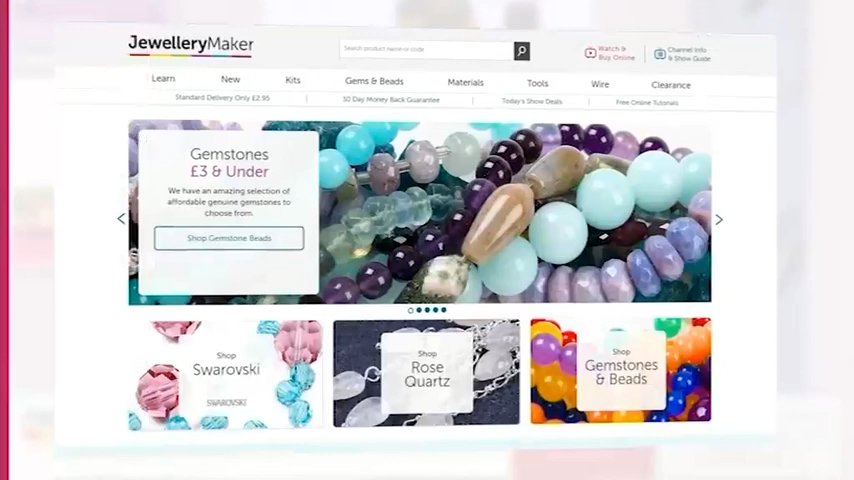 JewelleryMaker
Search product name or code
Watch & Buy Online
Channel Info & Show Guide
Learn New Kits Gems & Beads Materials Tools Wire Clearance
Standard Delivery Only £2.95 30 Day Money Back Guarantee Today's Show Deals Free Online Tutorials
Gemstones
£3 & Under
We have an amazing selection of
affordable genuine gemstones to
choose from.
Shop Gemstone Beads
Shop
Swarovski
SWAROVSKI
Shop
Rose
Quartz
Shop
Gemstones
& Beads